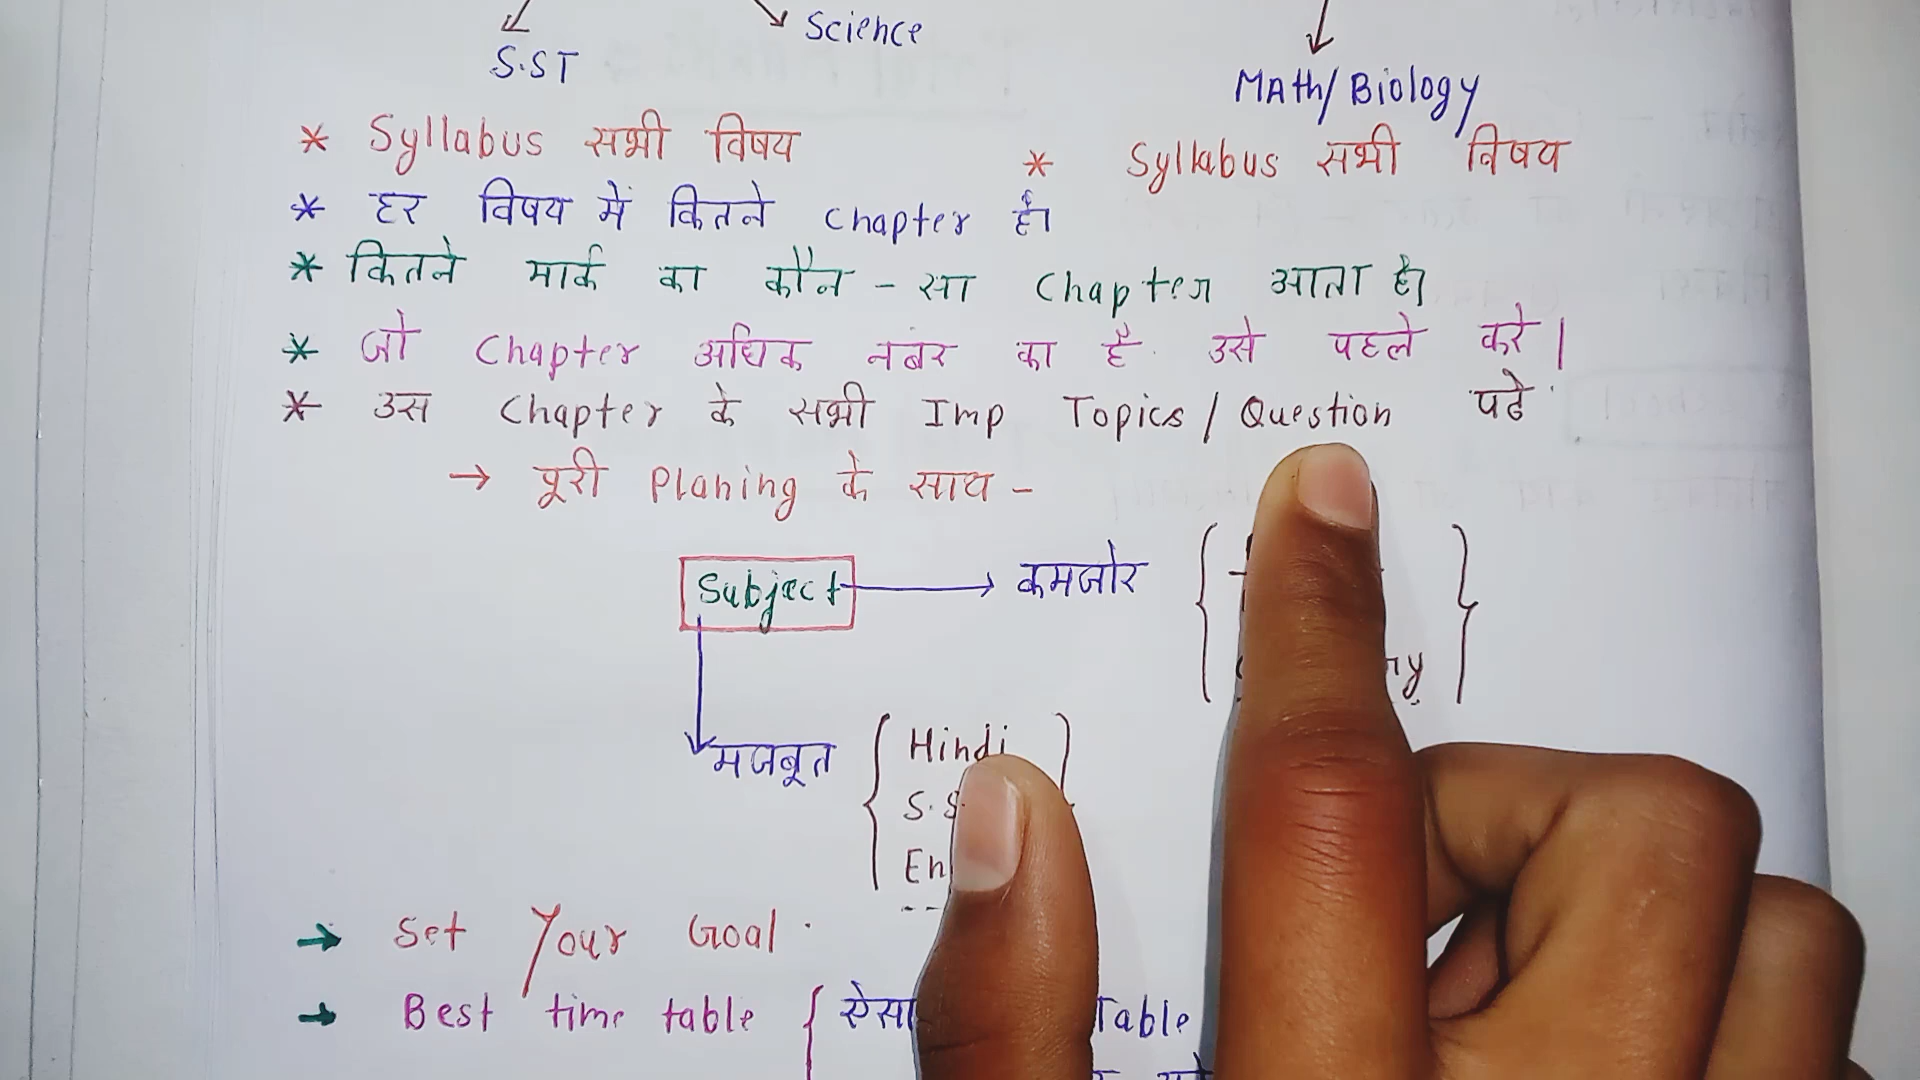 Science
S.ST
MAth/Biology
* Syllabus सभी विषय
* Syllabus सभी विषय
* हर विषय में कितने Chapter है।
* कितने मार्क का कौन - सा Chapter आता है।
* जो Chapter अधिक नंबर का है उसे पहले करे।
* उस Chapter के सभी Imp Topics / Question पढे
→ पूरी Planing के साथ -
Subject → कमजोर
मजबूत { Hindi
S.S
En
→ Set Your Goal
→ Best time table { ऐसा Table